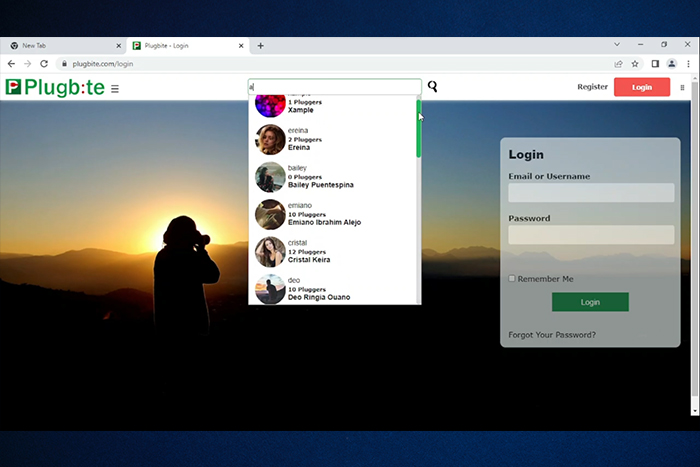 New Tab
Plugbite - Login
plugbite.com/login
Plugb:te
a
Register
Login
1 Pluggers
Xample
ereina
2 Pluggers
Ereina
bailey
0 Pluggers
Bailey Puentespina
emiano
10 Pluggers
Emiano Ibrahim Alejo
cristal
12 Pluggers
Cristal Keira
deo
10 Pluggers
Deo Ringia Ouano
Login
Email or Username
Password
Remember Me
Login
Forgot Your Password?